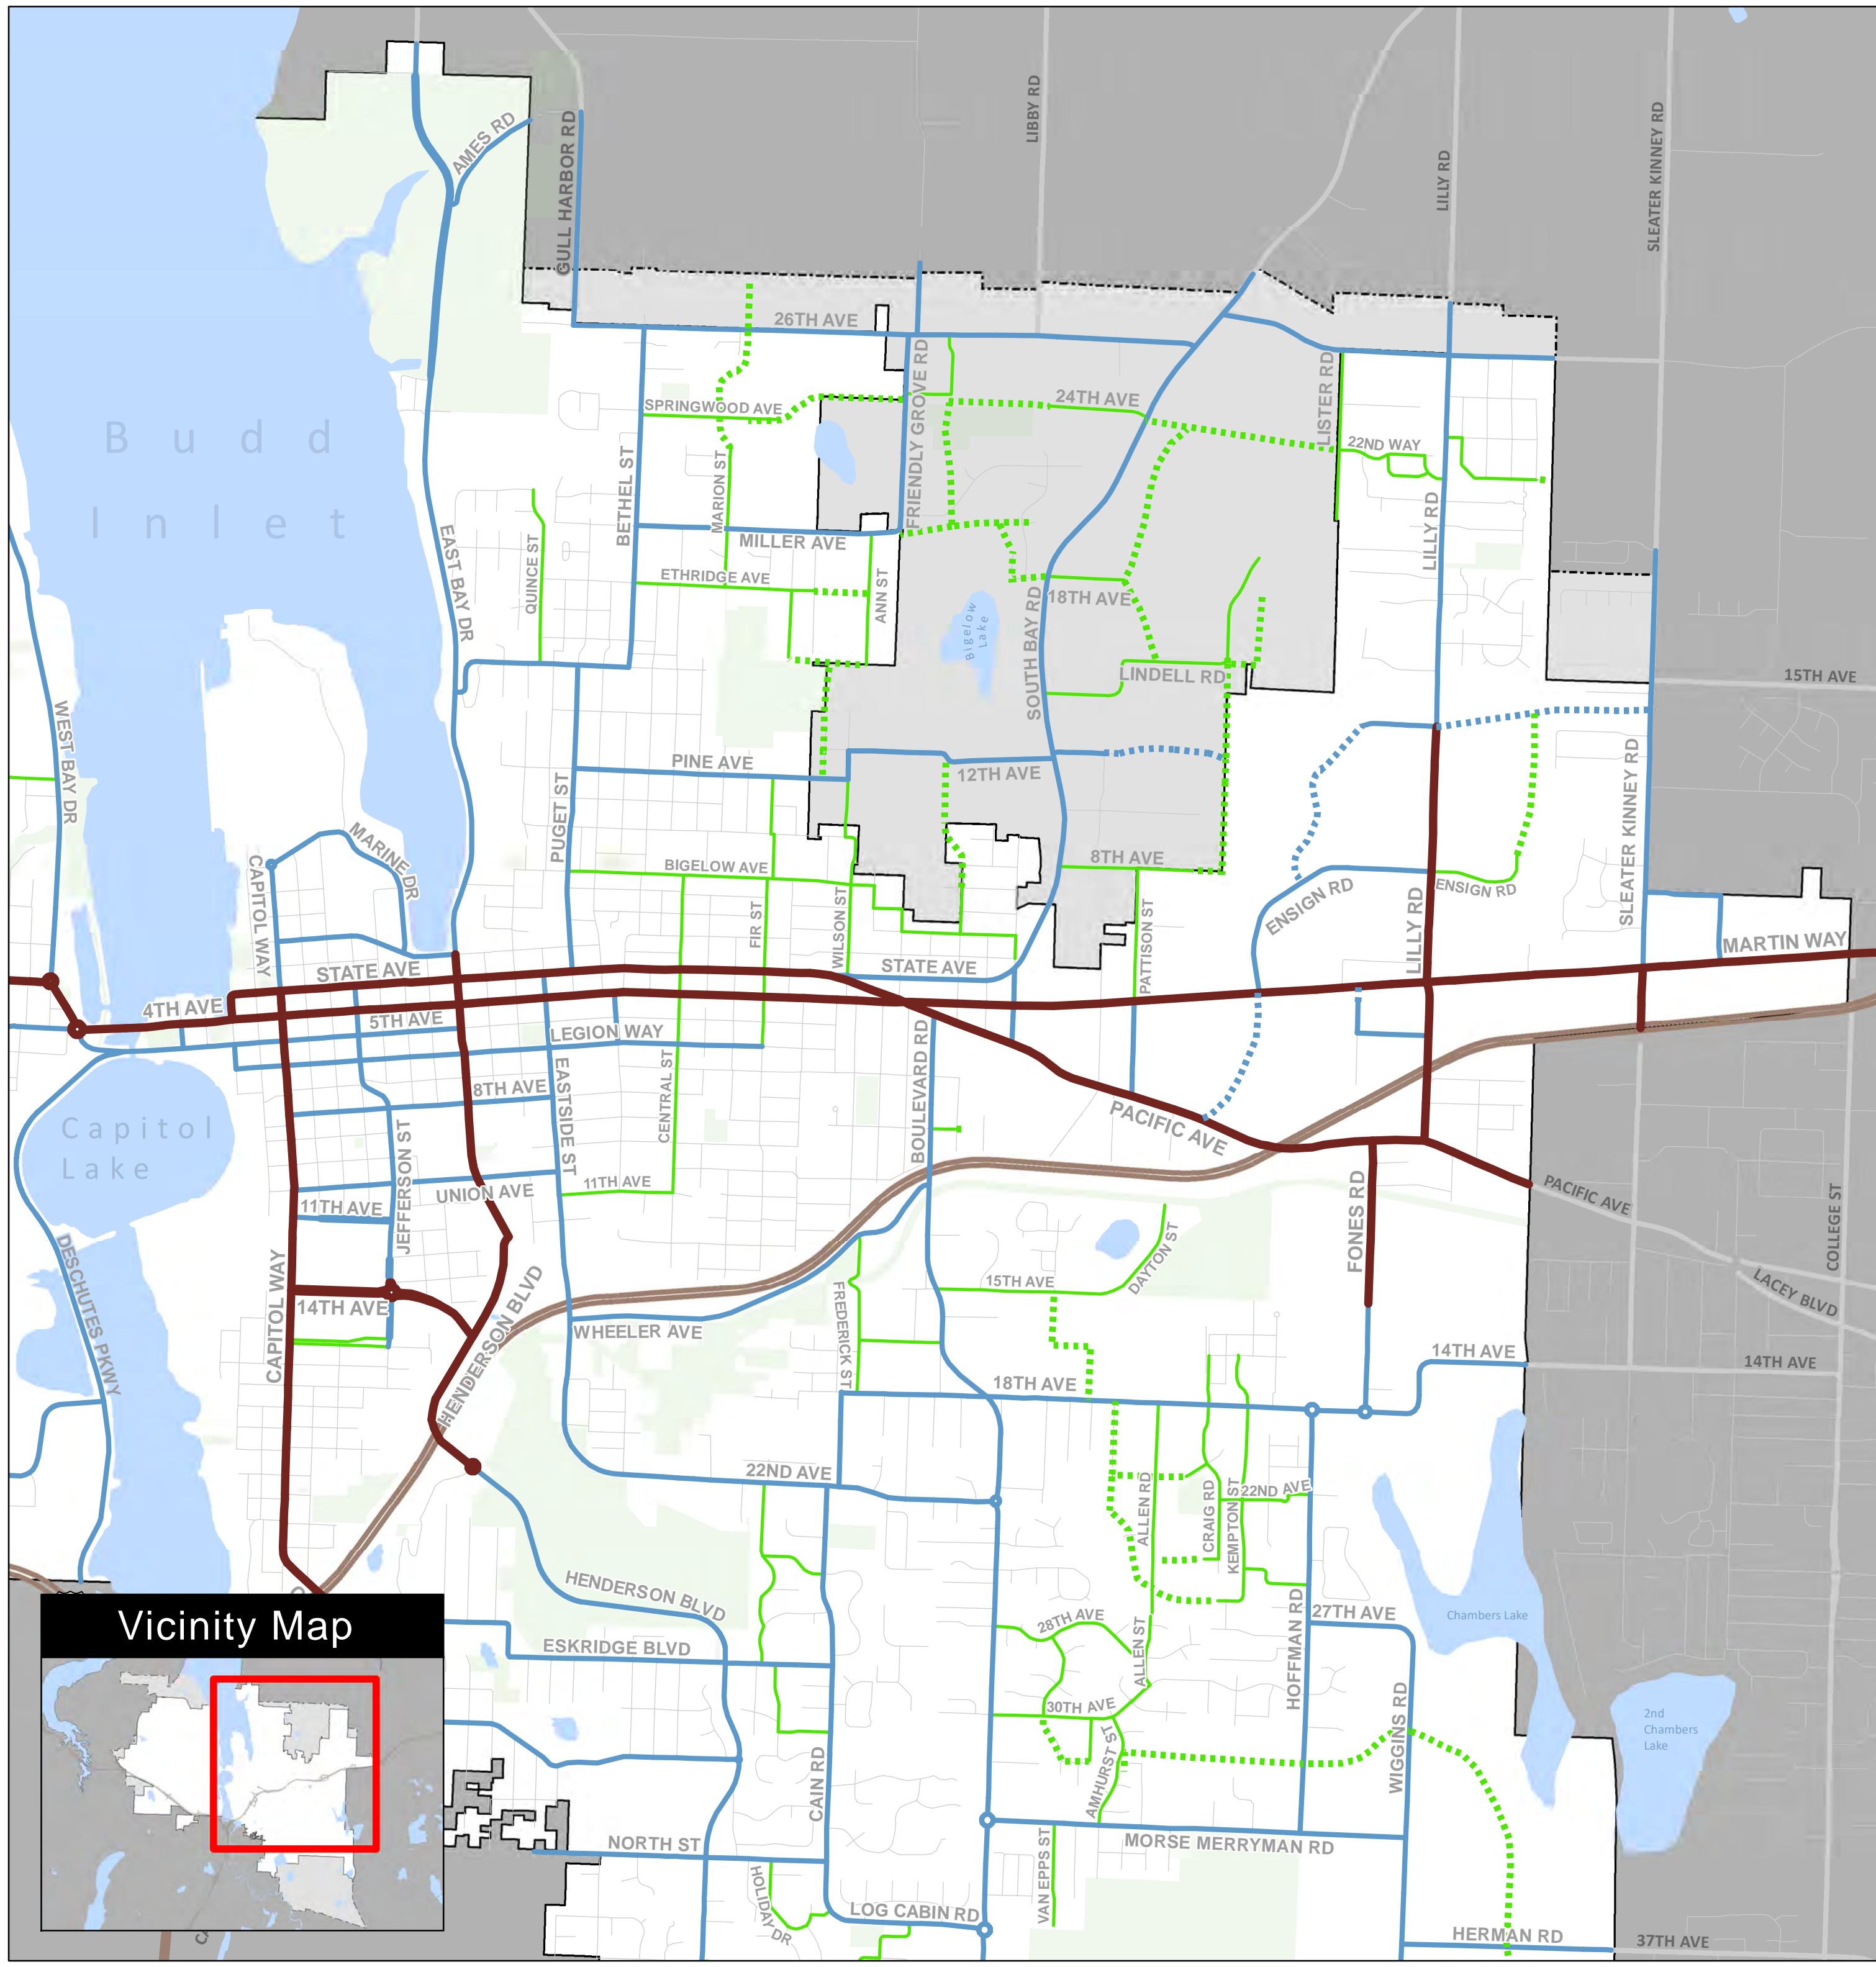 LIBBY RD
LILLY RD
SLEATER KINNEY RD
AMES RD
GULL HARBOR RD
26TH AVE
FRIENDLY GROVE RD
LISTER RD
24TH AVE
SPRINGWOOD AVE
22ND WAY
Budd
Inlet
BETHEL ST
MARION ST
LILLY RD
QUINCE ST
EAST BAY DR
MILLER AVE
ETHRIDGE AVE
ANN ST
18TH AVE
Bigelow
Lake
SOUTH BAY RD
LINDELL RD
15TH AVE
WEST BAY DR
PINE AVE
12TH AVE
PUGET ST
SLEATER KINNEY RD
MARINE DR
CAPITOL WAY
BIGELOW AVE
8TH AVE
ENSIGN RD
ENSIGN RD
FIR ST
WILSON ST
PATTISON ST
LILLY RD
MARTIN WAY
STATE AVE
STATE AVE
4TH AVE
5TH AVE
LEGION WAY
BOULEVARD RD
EASTSIDE ST
CENTRAL ST
8TH AVE
Capitol
Lake
PACIFIC AVE
JEFFERSON ST
UNION AVE
11TH AVE
11TH AVE
FONES RD
PACIFIC AVE
COLLEGE ST
DESCHUTES PKWY
DAYTON ST
15TH AVE
LACEY BLVD
CAPITOL WAY
14TH AVE
HENDERSON BLVD
WHEELER AVE
FREDERICK ST
14TH AVE
14TH AVE
18TH AVE
22ND AVE
ALLEN RD
CRAIG RD
KEMPTON ST
22ND AVE
HENDERSON BLVD
28TH AVE
27TH AVE
Chambers Lake
Vicinity Map
ESKRIDGE BLVD
ALLEN ST
HOFFMAN RD
30TH AVE
WIGGINS RD
2nd
Chambers
Lake
CAIN RD
AMHURST ST
NORTH ST
MORSE MERRYMAN RD
HOLIDAY DR
VAN EPPS ST
LOG CABIN RD
HERMAN RD
37TH AVE